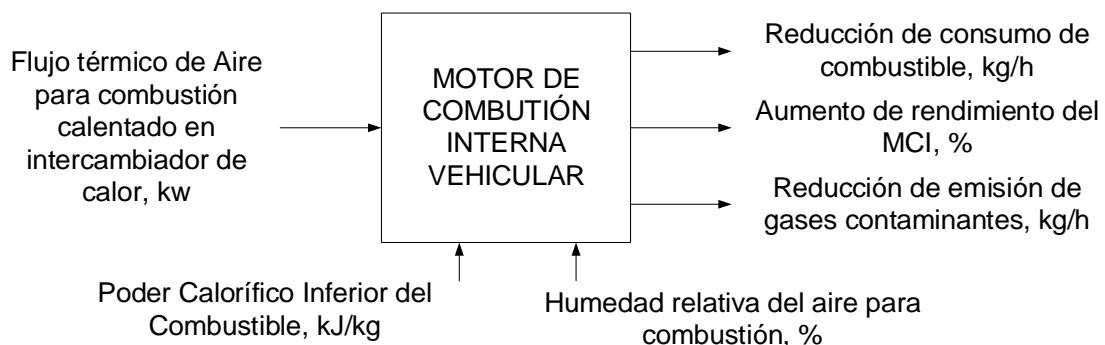 Flujo térmico de Aire
para combustión
calentado en
intercambiador de
calor, kw
MOTOR DE
COMBUTIÓN
INTERNA
VEHICULAR
Reducción de consumo de
combustible, kg/h
Aumento de rendimiento del
MCI, %
Reducción de emisión de
gases contaminantes, kg/h
Poder Calorífico Inferior del
Combustible, kJ/kg
Humedad relativa del aire para
combustión, %